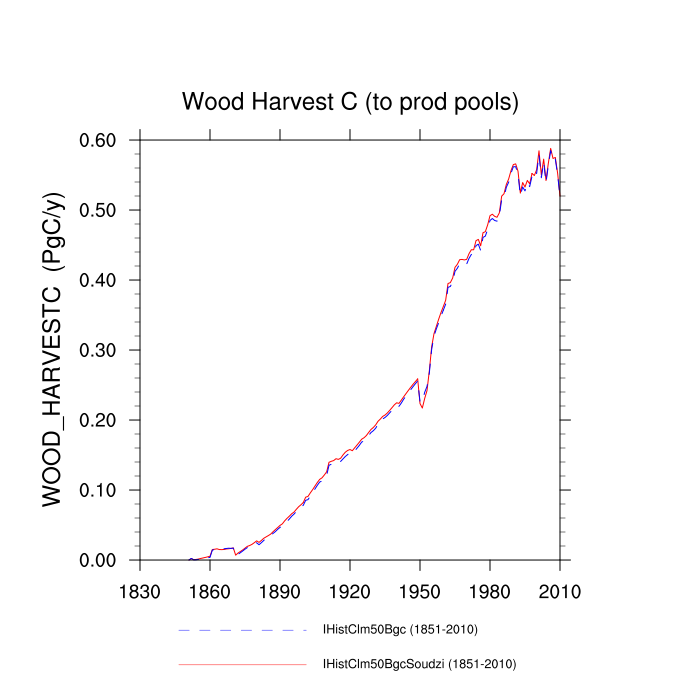 Wood Harvest C (to prod pools)
WOOD_HARVESTC (PgC/y)
0.60
0.50
0.40
0.30
0.20
0.10
0.00
1830 1860 1890 1920 1950 1980 2010
IHistClm50Bgc (1851-2010)
IHistClm50BgcSoudzi (1851-2010)